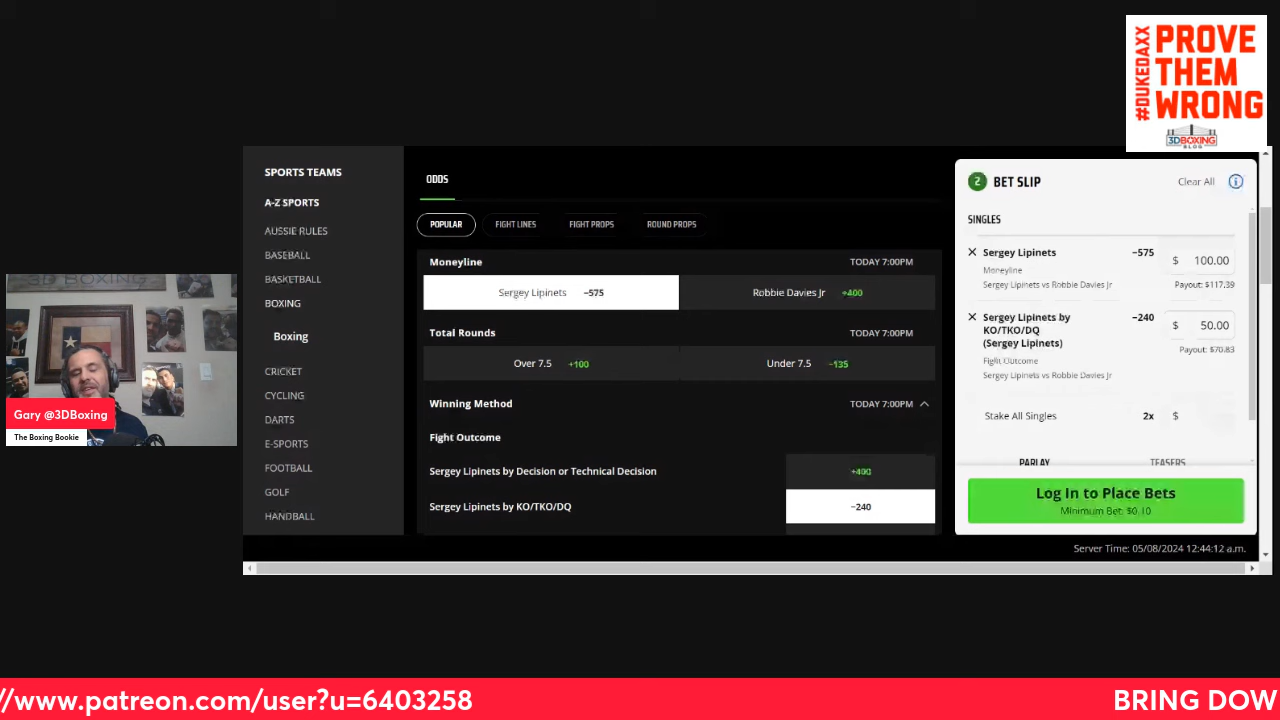 #DUKEDAXX
PROVE
THEM
WRONG
3DBOXING
BLOG
SPORTS TEAMS
A-Z SPORTS
AUSSIE RULES
BASEBALL
BASKETBALL
BOXING
Boxing
CRICKET
CYCLING
DARTS
E-SPORTS
FOOTBALL
GOLF
HANDBALL
ODDS
POPULAR FIGHT LINES FIGHT PROPS ROUND PROPS
Moneyline TODAY 7:00PM
Sergey Lipinets −575 Robbie Davies Jr +400
Total Rounds TODAY 7:00PM
Over 7.5 +100 Under 7.5 −135
Winning Method TODAY 7:00PM
Fight Outcome
Sergey Lipinets by Decision or Technical Decision +400
Sergey Lipinets by KO/TKO/DQ −240
2 BET SLIP Clear All
SINGLES
Sergey Lipinets −575 $ 100.00
Moneyline
Sergey Lipinets vs Robbie Davies Jr Payout: $117.39
Sergey Lipinets by −240 $ 50.00
KO/TKO/DQ
(Sergey Lipinets)
Fight Outcome Payout: $70.83
Sergey Lipinets vs Robbie Davies Jr
Stake All Singles 2x $
PARLAY TEASERS
Log In to Place Bets
Minimum Bet: $0.10
Server Time: 05/08/2024 12:44:12 a.m.
3D BOXING
Gary @3DBoxing
The Boxing Bookie
//www.patreon.com/user?u=6403258
BRING DOW